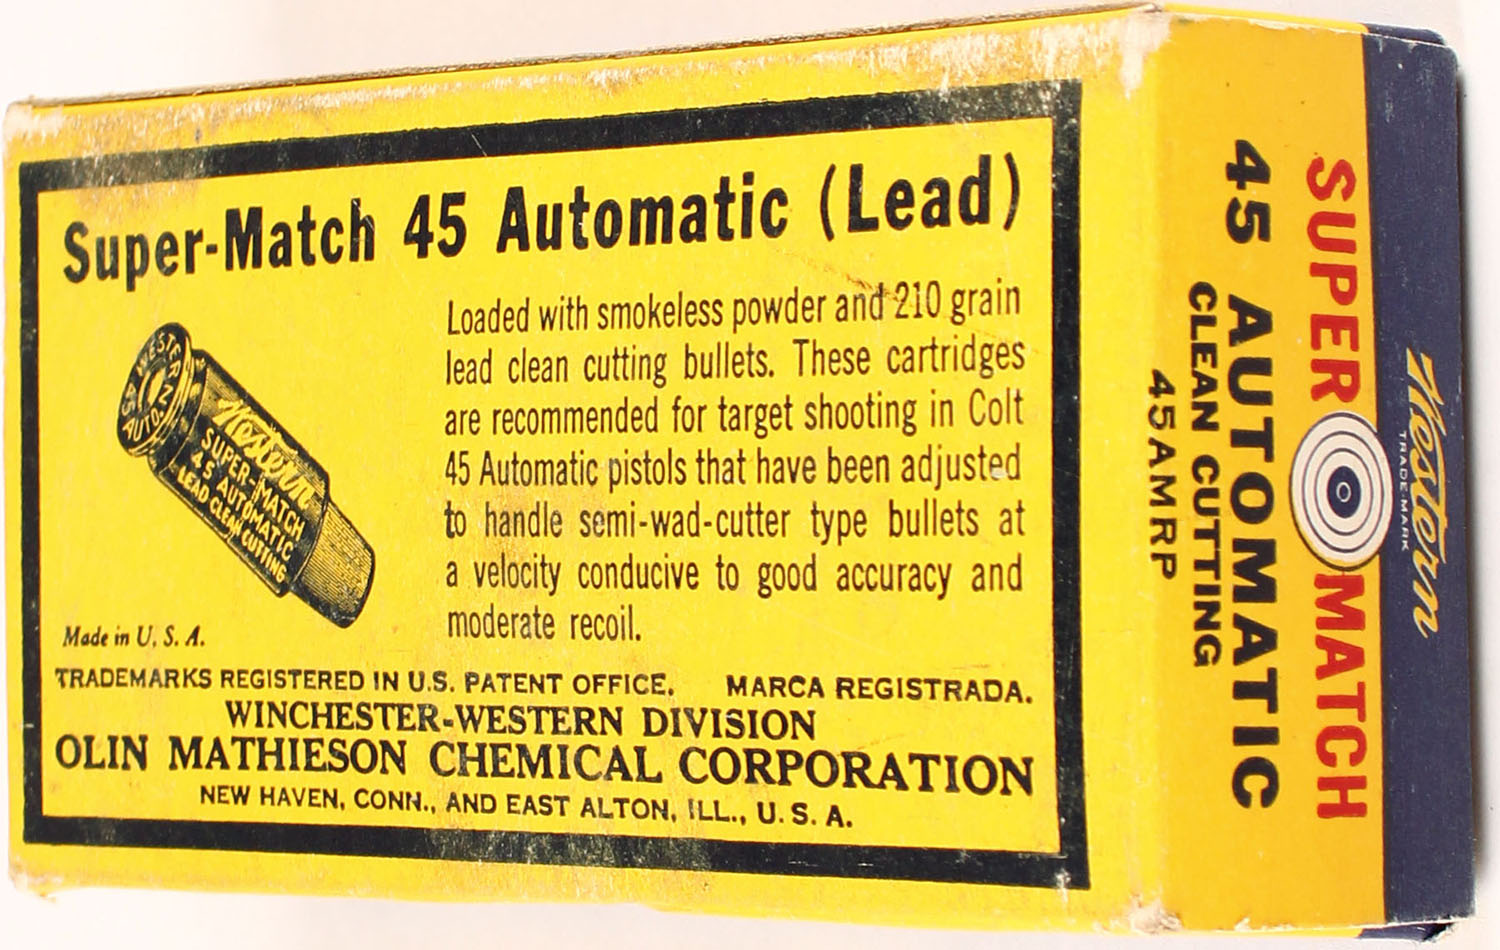 Super-Match 45 Automatic (Lead)
Loaded with smokeless powder and 210 grain
lead clean cutting bullets. These cartridges
are recommended for target shooting in Colt
45 Automatic pistols that have been adjusted
to handle semi-wad-cutter type bullets at
a velocity conducive to good accuracy and
moderate recoil.
WESTERN
45 AUTO.
Western
SUPER-MATCH
45 AUTOMATIC
LEAD CLEAN CUTTING
Made in U. S. A.
TRADEMARKS REGISTERED IN U.S. PATENT OFFICE. MARCA REGISTRADA.
WINCHESTER-WESTERN DIVISION
OLIN MATHIESON CHEMICAL CORPORATION
NEW HAVEN, CONN., AND EAST ALTON, ILL., U. S. A.
Western
TRADE-MARK
SUPER MATCH
45 AUTOMATIC
CLEAN CUTTING
45AMRP